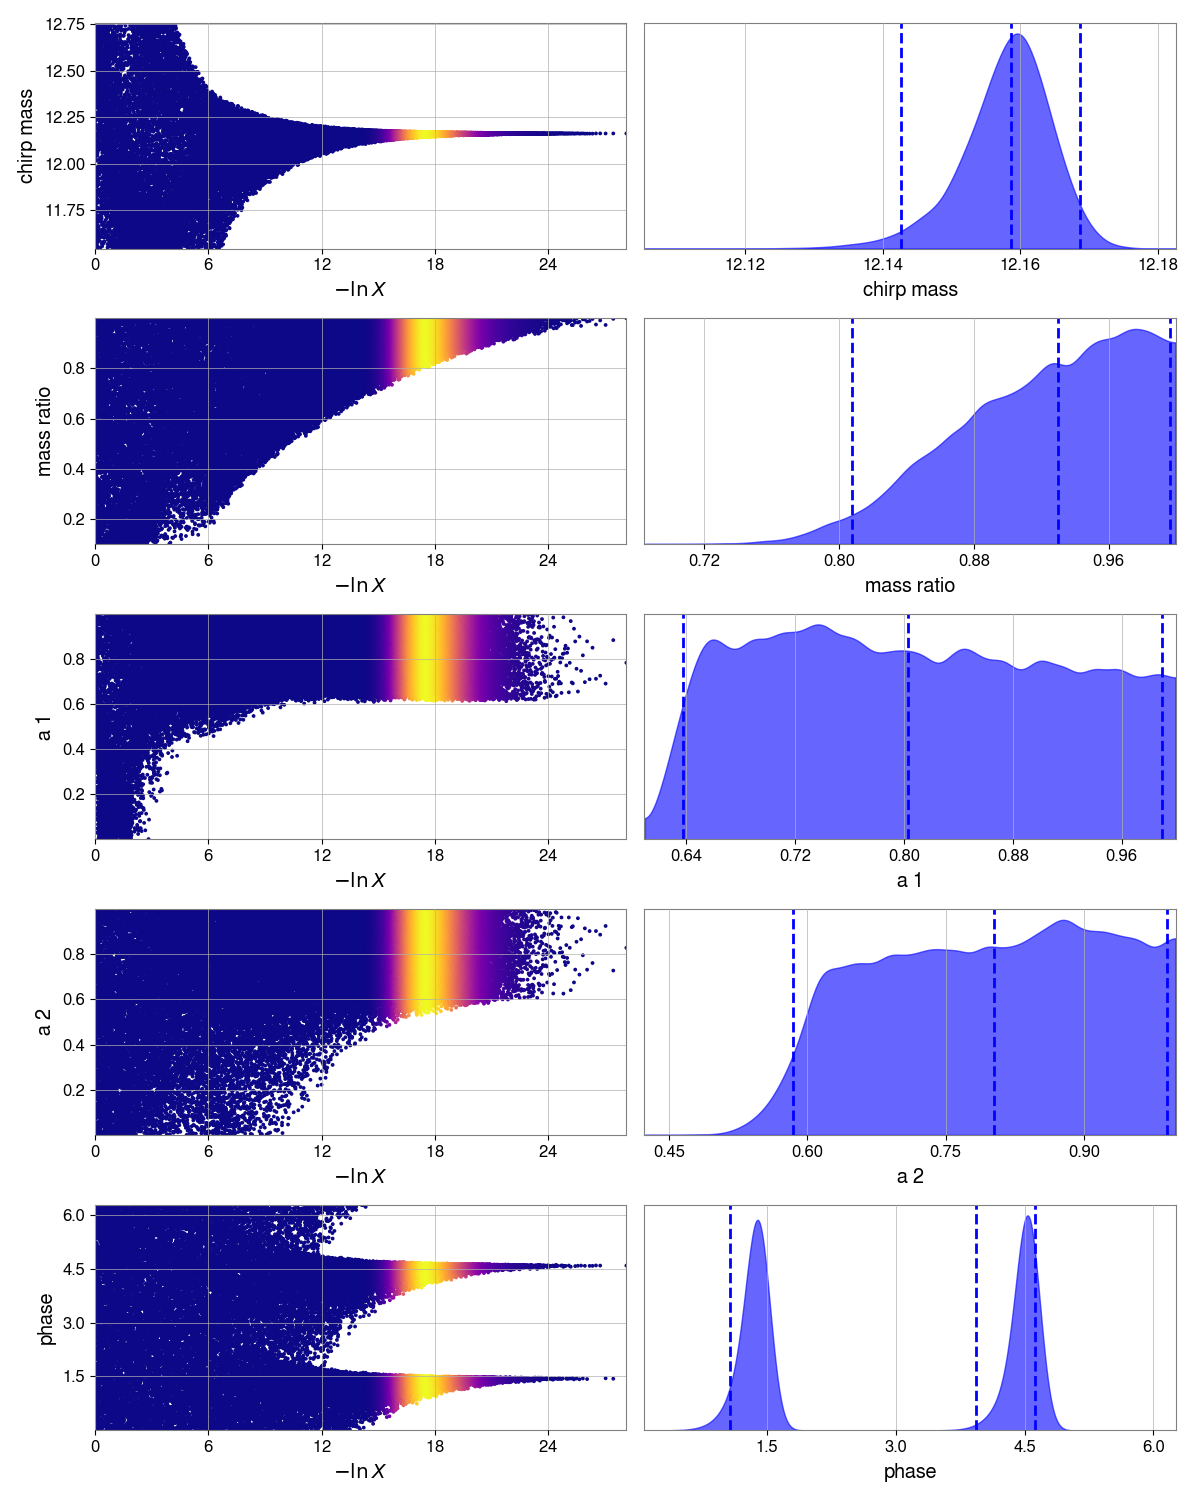 12.75
12.50
12.25
12.00
11.75
chirp mass
0 6 12 18 24
−ln X
12.12 12.14 12.16 12.18
chirp mass
0.8
0.6
0.4
0.2
mass ratio
0 6 12 18 24
−ln X
0.72 0.80 0.88 0.96
mass ratio
0.8
0.6
0.4
0.2
a 1
0 6 12 18 24
−ln X
0.64 0.72 0.80 0.88 0.96
a 1
0.8
0.6
0.4
0.2
a 2
0 6 12 18 24
−ln X
0.45 0.60 0.75 0.90
a 2
6.0
4.5
3.0
1.5
phase
0 6 12 18 24
−ln X
1.5 3.0 4.5 6.0
phase